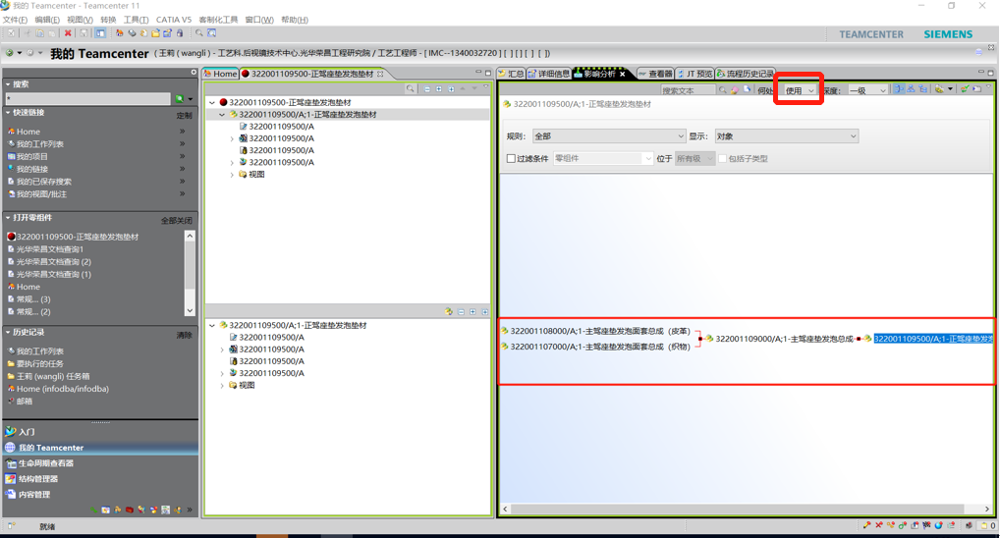 我的 Teamcenter - Teamcenter 11
文件(F) 编辑(E) 视图(V) 转换 工具(T) CATIA V5 客制化工具 窗口(W) 帮助(H)
TEAMCENTER SIEMENS
我的 Teamcenter ( 王莉 ( wangli ) - 工艺科.后视镜技术中心.光华荣昌工程研究院 / 工艺工程师 - [ IMC--1340032720 ] [ ] [ ] [ ] [ ])
搜索
*
快速链接 定制
Home
我的工作列表
我的项目
我的链接
我的已保存搜索
我的视图/批注
打开零组件 全部关闭
322001109500-正驾座垫发泡垫材
光华荣昌文档查询1
光华荣昌文档查询 (2)
光华荣昌文档查询 (1)
Home
常规... (3)
常规... (2)
历史记录 清除
我的工作列表
要执行的任务
王莉 (wangli) 任务箱
Home (infodba/infodba)
邮箱
入门
我的 Teamcenter
生命周期查看器
结构管理器
内容管理
就绪
Home 322001109500-正驾座垫发泡垫材
322001109500-正驾座垫发泡垫材
322001109500/A;1-正驾座垫发泡垫材
322001109500/A
322001109500/A
322001109500/A
322001109500/A
视图
322001109500/A;1-正驾座垫发泡垫材
322001109500/A
322001109500/A
322001109500/A
322001109500/A
视图
汇总 详细信息 影响分析 查看器 JT 预览 流程历史记录
搜索文本 何处 使用 深度: 一级
322001109500/A;1-正驾座垫发泡垫材
规则: 全部 显示: 对象
过滤条件 零组件 位于 所有级 包括子类型
322001108000/A;1-主驾座垫发泡面套总成（皮革）
322001107000/A;1-主驾座垫发泡面套总成（织物）
322001109000/A;1-主驾座垫发泡总成
322001109500/A;1-正驾座垫发
0